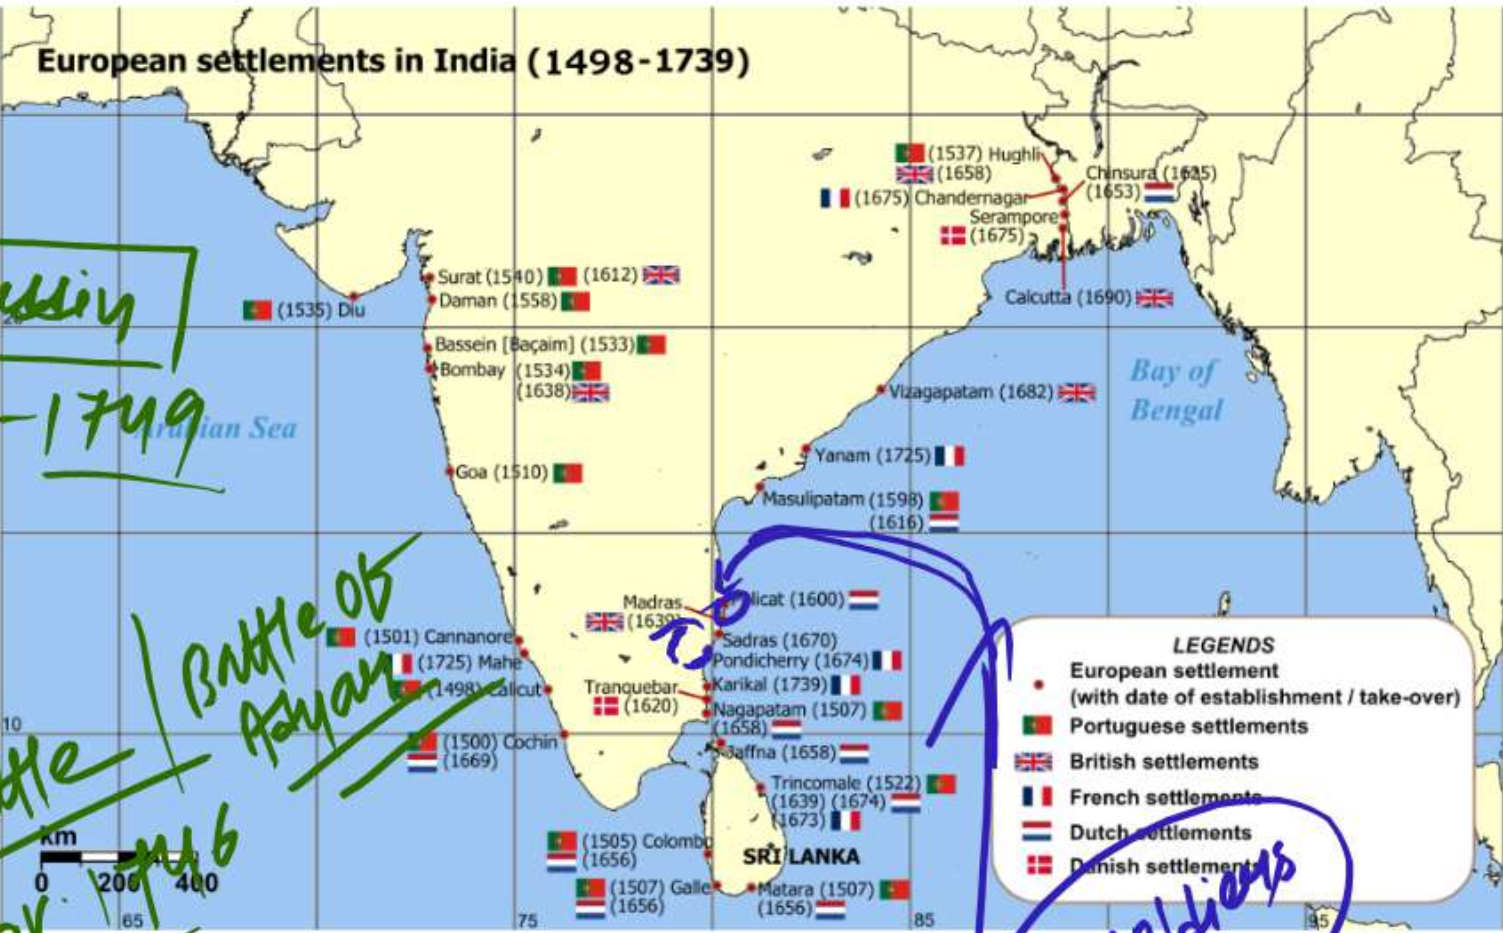 European settlements in India (1498-1739)
(1537) Hughli
(1658)
Chinsura (1625)
(1653)
(1675) Chandernagar
Serampore
(1675)
Calcutta (1690)
Surat (1540) (1612)
Daman (1558)
(1535) Diu
Bassein [Baçaim] (1533)
Bombay (1534)
(1638)
Bay of
Bengal
Vizagapatam (1682)
-1749
Arabian Sea
Yanam (1725)
Goa (1510)
Masulipatam (1598)
(1616)
Battle of
Adyar
Madras
(1639)
Pulicat (1600)
Sadras (1670)
(1501) Cannanore
(1725) Mahe
(1498) Calicut
Pondicherry (1674)
Karikal (1739)
Tranquebar
(1620)
Nagapatam (1507)
(1658)
10
(1500) Cochin
(1669)
Jaffna (1658)
Trincomale (1522)
(1639) (1674)
(1673)
LEGENDS
European settlement
(with date of establishment / take-over)
Portuguese settlements
British settlements
French settlements
Dutch settlements
Danish settlements
km
0 200 400
1746
(1505) Colombo
(1656)
SRI LANKA
(1507) Galle
(1656)
Matara (1507)
(1656)
65 75 85 95